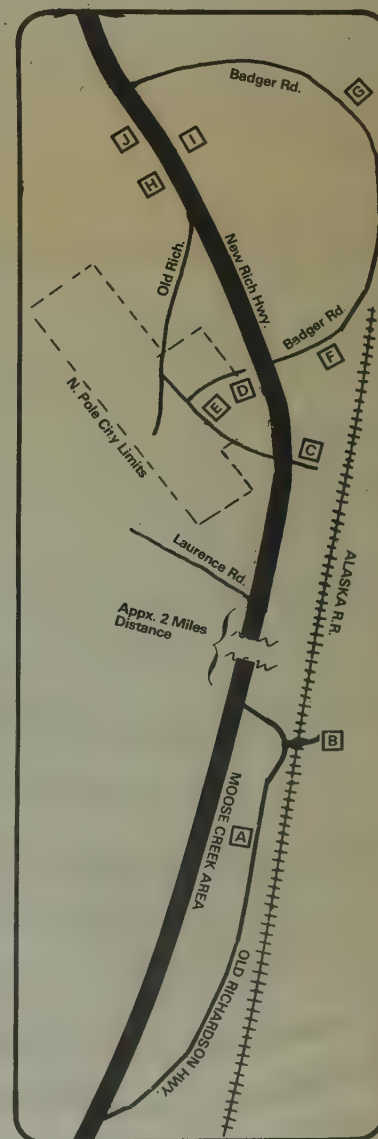 Badger Rd.
G
J
I
H
Old Rich.
New Rich Hwy.
Badger Rd.
F
D
E
N. Pole City Limits
C
Laurence Rd.
ALASKA R.R.
Appx. 2 Miles
Distance
B
A
MOOSE CREEK AREA
OLD RICHARDSON HWY.